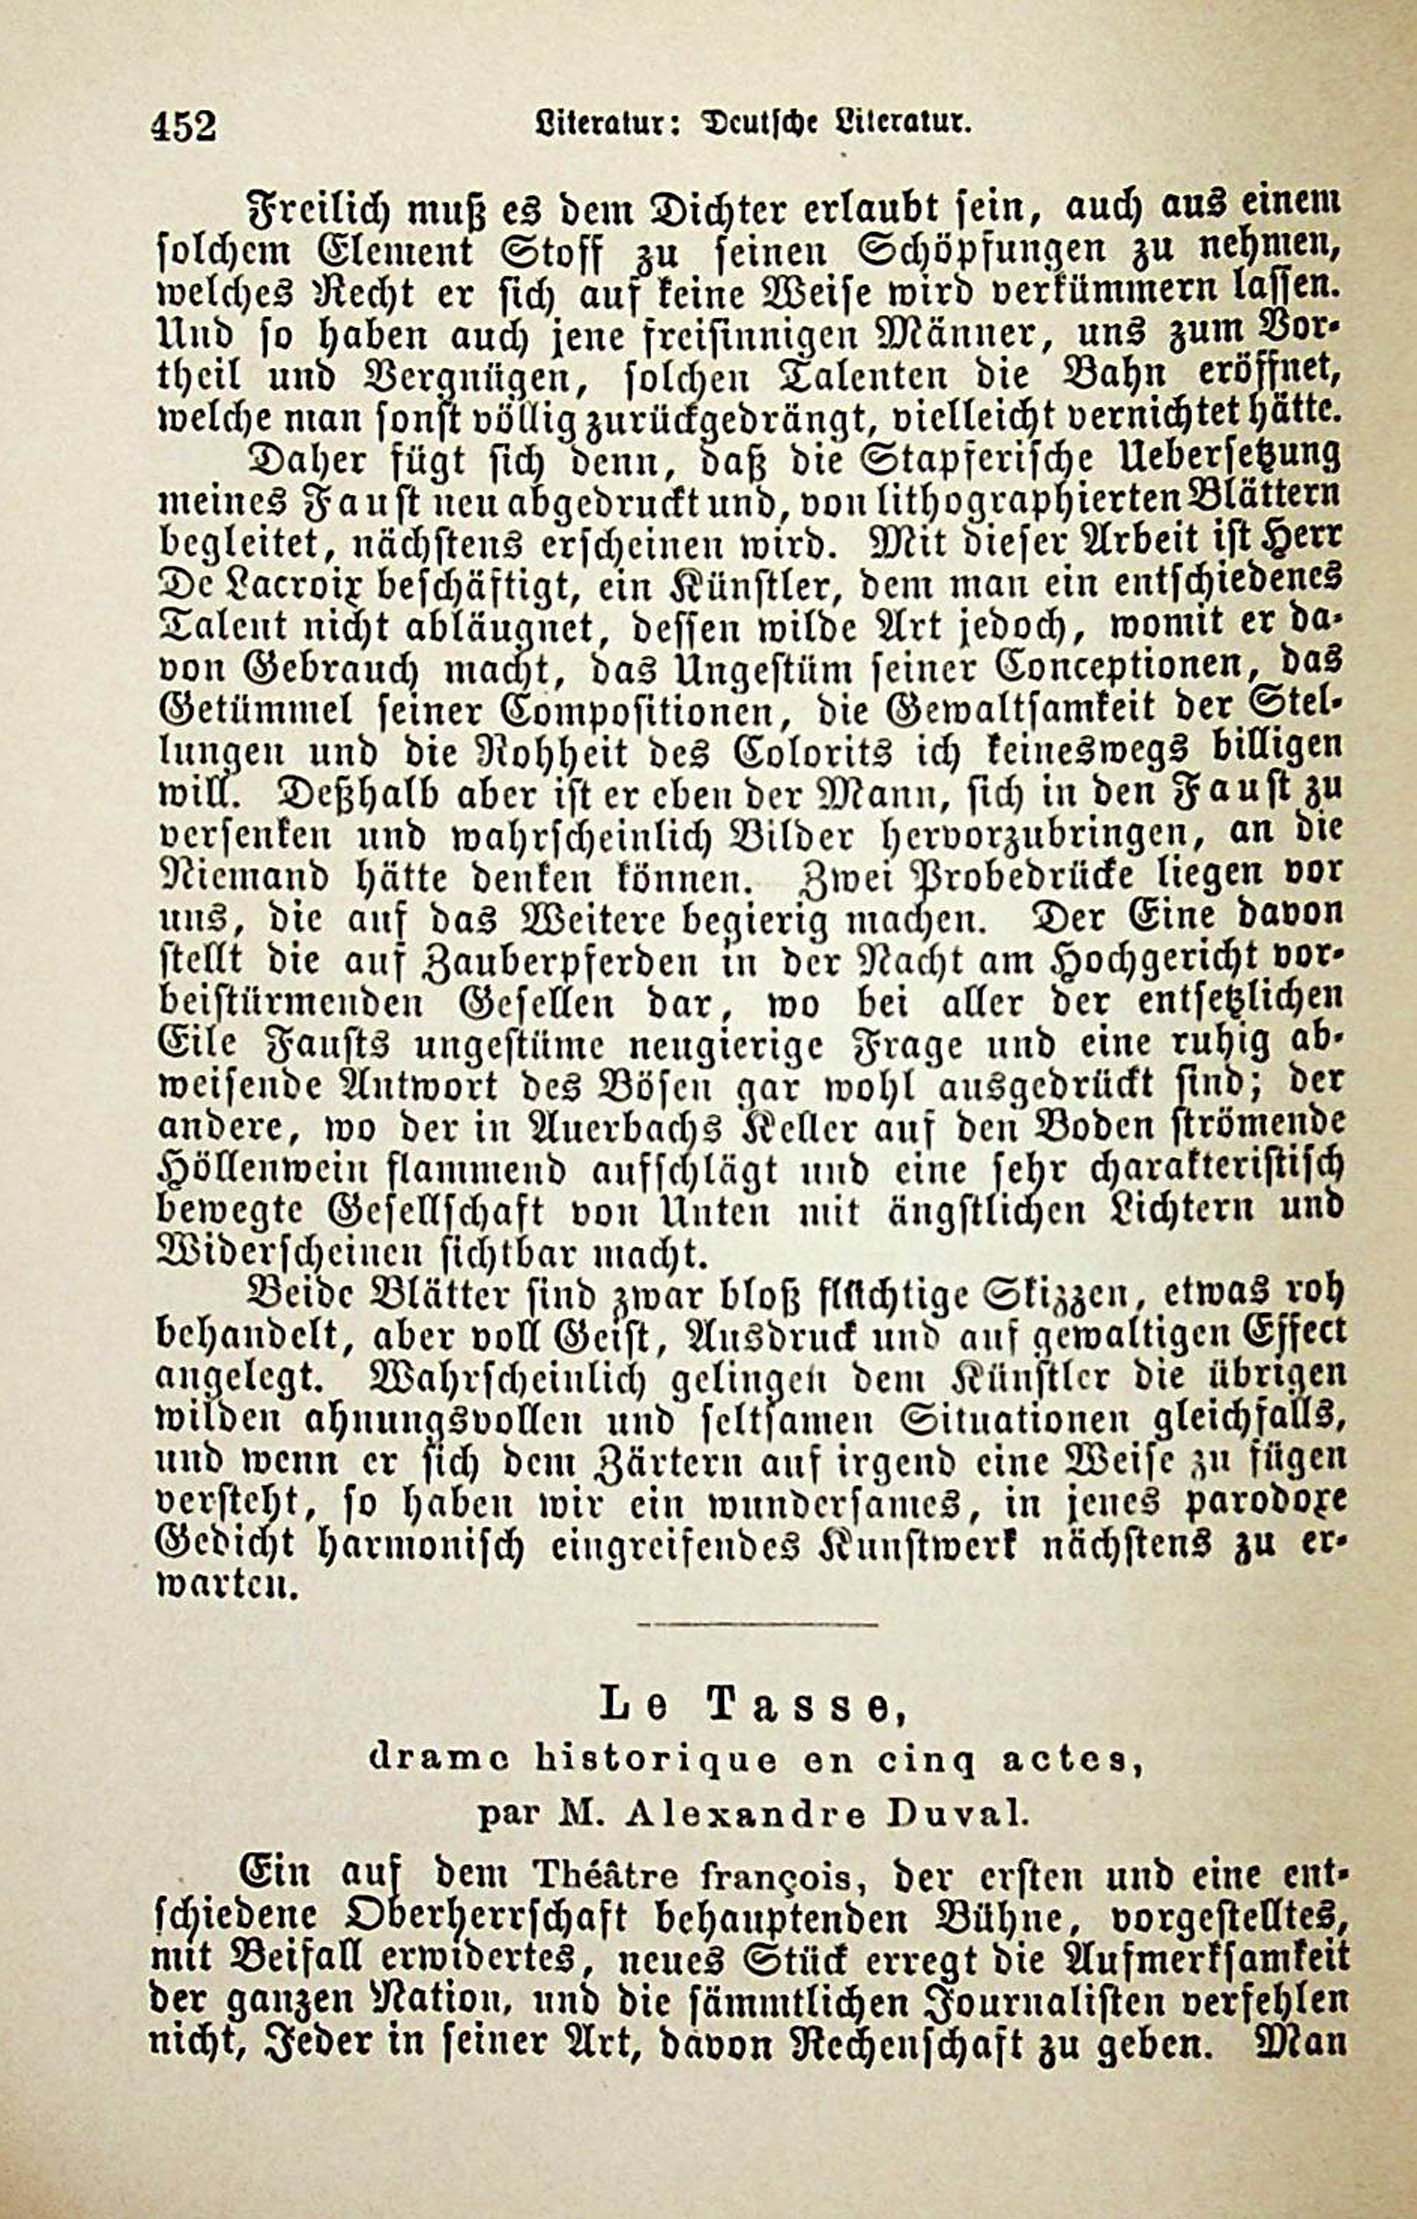 452
Literatur: Deutsche Literatur.
Freilich muß es dem Dichter erlaubt sein, auch aus einem
solchem Element Stoff zu seinen Schöpfungen zu nehmen,
welches Recht er sich auf keine Weise wird verkümmern lassen.
Und so haben auch jene freisinnigen Männer, uns zum Vor-
theil und Vergnügen, solchen Talenten die Bahn eröffnet,
welche man sonst völlig zurückgedrängt, vielleicht vernichtet hätte.
Daher fügt sich denn, daß die Stapferische Uebersetzung
meines Faust neu abgedruckt und, von lithographierten Blättern
begleitet, nächstens erscheinen wird. Mit dieser Arbeit ist Herr
De Lacroix beschäftigt, ein Künstler, dem man ein entschiedenes
Talent nicht abläugnet, dessen wilde Art jedoch, womit er da-
von Gebrauch macht, das Ungestüm seiner Conceptionen, das
Getümmel seiner Compositionen, die Gewaltsamkeit der Stel-
lungen und die Rohheit des Colorits ich keineswegs billigen
will. Deßhalb aber ist er eben der Mann, sich in den Faust zu
versenken und wahrscheinlich Bilder hervorzubringen, an die
Niemand hätte denken können. Zwei Probedrücke liegen vor
uns, die auf das Weitere begierig machen. Der Eine davon
stellt die auf Zauberpferden in der Nacht am Hochgericht vor-
beistürmenden Gesellen dar, wo bei aller der entsetzlichen
Eile Fausts ungestüme neugierige Frage und eine ruhig ab-
weisende Antwort des Bösen gar wohl ausgedrückt sind; der
andere, wo der in Auerbachs Keller auf den Boden strömende
Höllenwein flammend aufschlägt und eine sehr charakteristisch
bewegte Gesellschaft von Unten mit ängstlichen Lichtern und
Widerscheinen sichtbar macht.
Beide Blätter sind zwar bloß flüchtige Skizzen, etwas roh
behandelt, aber voll Geist, Ausdruck und auf gewaltigen Effect
angelegt. Wahrscheinlich gelingen dem Künstler die übrigen
wilden ahnungsvollen und seltsamen Situationen gleichfalls,
und wenn er sich dem Zärtern auf irgend eine Weise zu fügen
versteht, so haben wir ein wundersames, in jenes parodoxe
Gedicht harmonisch eingreifendes Kunstwerk nächstens zu er-
warten.
Le Tasse,
drame historique en cinq actes,
par M. Alexandre Duval.
Ein auf dem Théâtre françois, der ersten und eine ent-
schiedene Oberherrschaft behauptenden Bühne, vorgestelltes,
mit Beifall erwidertes, neues Stück erregt die Aufmerksamkeit
der ganzen Nation, und die sämmtlichen Journalisten verfehlen
nicht, Jeder in seiner Art, davon Rechenschaft zu geben. Man